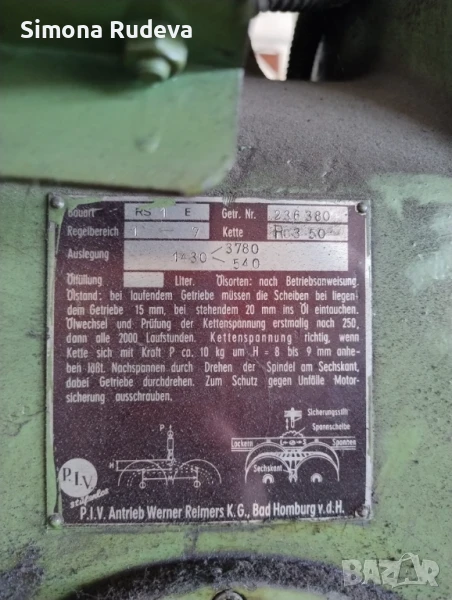 Simona Rudeva
Bauart RS 1 E Getr. Nr. 236380
Regelbereich 1 – 7 Kette
Auslegung 1430 < 3780
540
Ölfüllung Liter. Ölsorten: nach Betriebsanweisung.
Ölstand: bei laufendem Getriebe müssen die Scheiben bei liegen-
dem Getriebe 15 mm, bei stehendem 20 mm ins Öl eintauchen.
Ölwechsel und Prüfung der Kettenspannung erstmalig nach 250,
dann alle 2000 Laufstunden. Kettenspannung richtig, wenn
Kette sich mit Kraft P ca. 10 kg um H = 8 bis 9 mm anhe-
ben läßt. Nachspannen durch Drehen der Spindel am Sechskant,
dabei Getriebe durchdrehen. Zum Schutz gegen Unfälle Motor-
sicherung ausschrauben.
P
H
Sicherungsstift
Spannscheibe
Lockern Spannen
Sechskant
P.I.V.
P.I.V. Antrieb Werner Reimers K.G., Bad Homburg v.d.H.
BAZAR